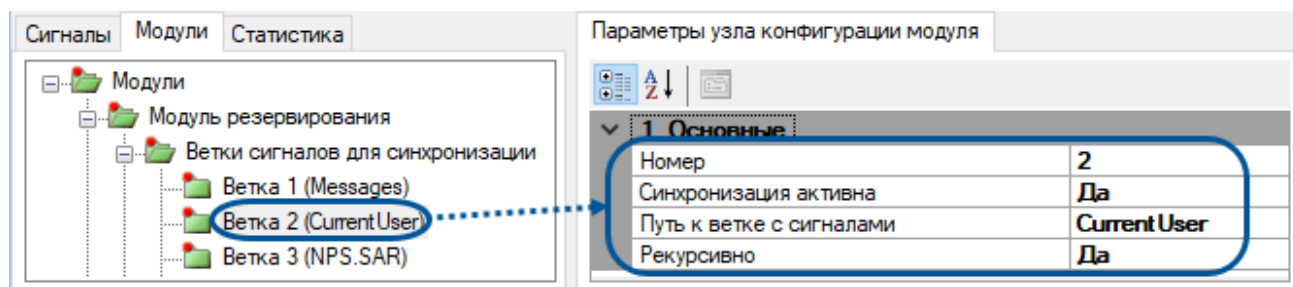 Сигналы Модули Статистика
Модули
Модуль резервирования
Ветки сигналов для синхронизации
Ветка 1 (Messages)
Ветка 2 (CurrentUser)
Ветка 3 (NPS.SAR)
Параметры узла конфигурации модуля
A Z
1. Основные
Номер 2
Синхронизация активна Да
Путь к ветке с сигналами CurrentUser
Рекурсивно Да